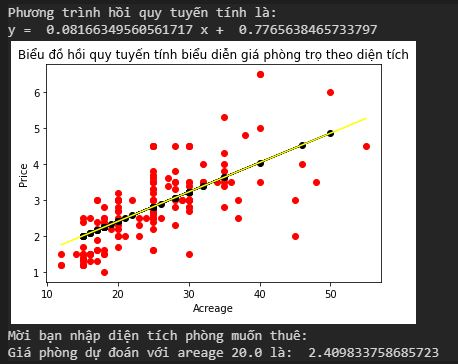 Phương trình hồi quy tuyến tính là:
y =  0.08166349560561717 x +  0.7765638465733797
Biểu đồ hồi quy tuyến tính biểu diễn giá phòng trọ theo diện tích
6
5
4
3
2
1
Price
10 20 30 40 50
Acreage
Mời bạn nhập diện tích phòng muốn thuê:
Giá phòng dự đoán với areage 20.0 là:  2.409833758685723